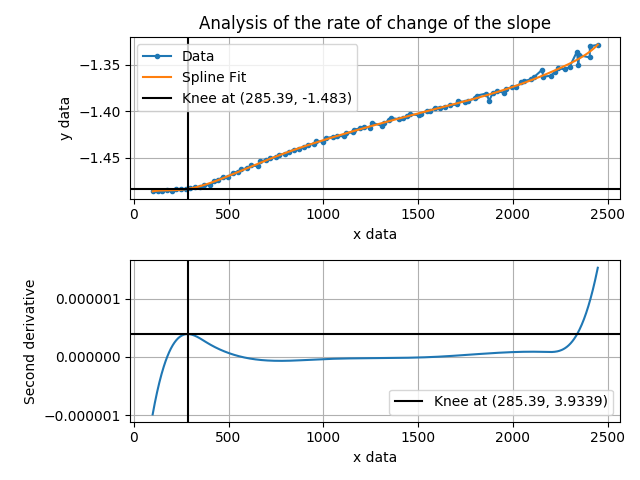 Analysis of the rate of change of the slope
Data
Spline Fit
Knee at (285.39, -1.483)
y data
−1.35
−1.40
−1.45
0 500 1000 1500 2000 2500
x data
Second derivative
0.000001
0.000000
−0.000001
Knee at (285.39, 3.9339)
0 500 1000 1500 2000 2500
x data